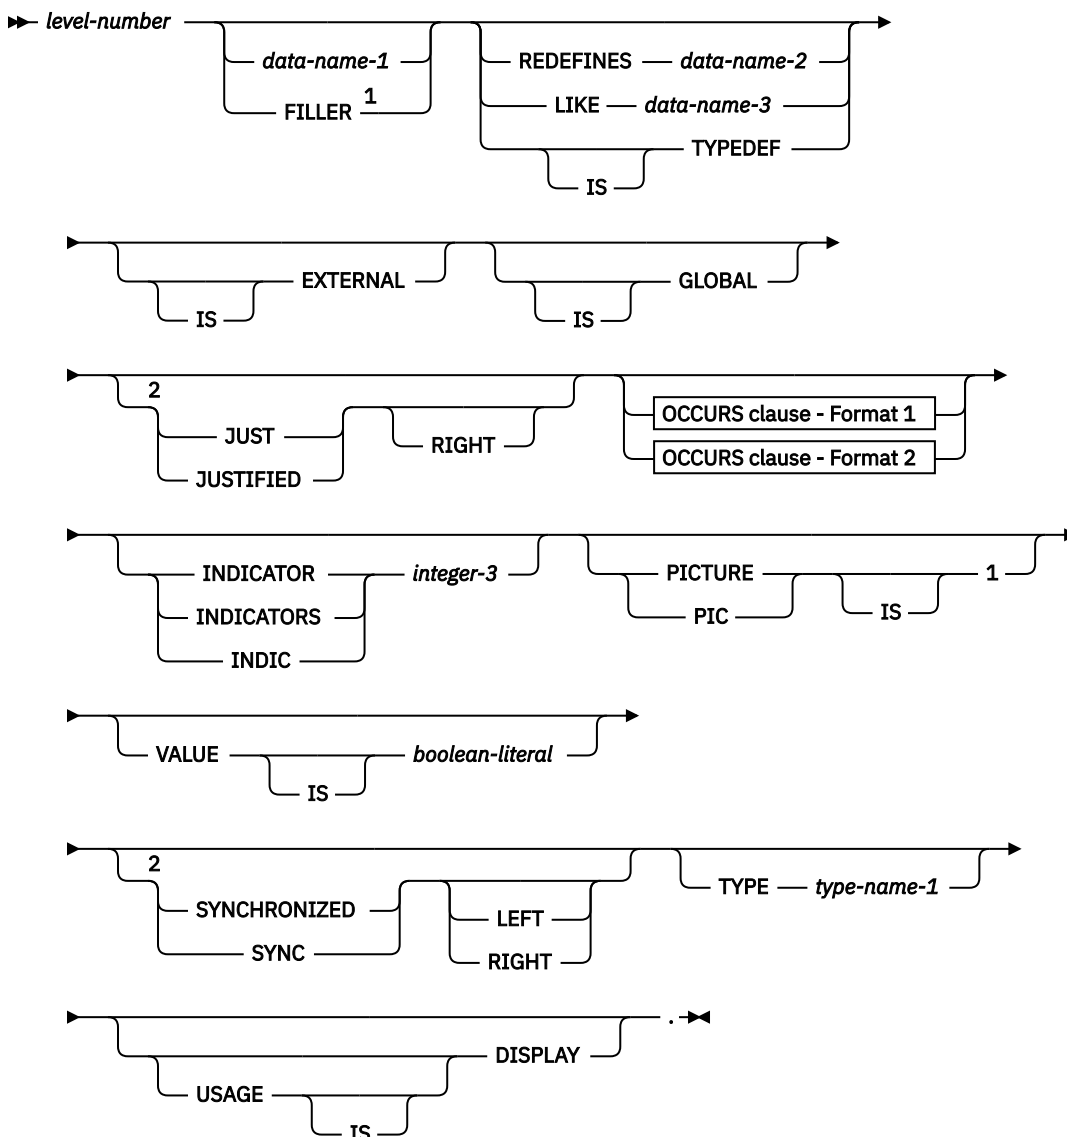 level-number
data-name-1
FILLER 1
REDEFINES data-name-2
LIKE data-name-3
TYPEDEF
IS
EXTERNAL
IS
GLOBAL
IS
2
JUST
JUSTIFIED
RIGHT
OCCURS clause - Format 1
OCCURS clause - Format 2
INDICATOR integer-3
INDICATORS
INDIC
PICTURE 1
PIC
IS
VALUE boolean-literal
IS
2
SYNCHRONIZED
SYNC
LEFT
RIGHT
TYPE type-name-1
.
DISPLAY
USAGE
IS